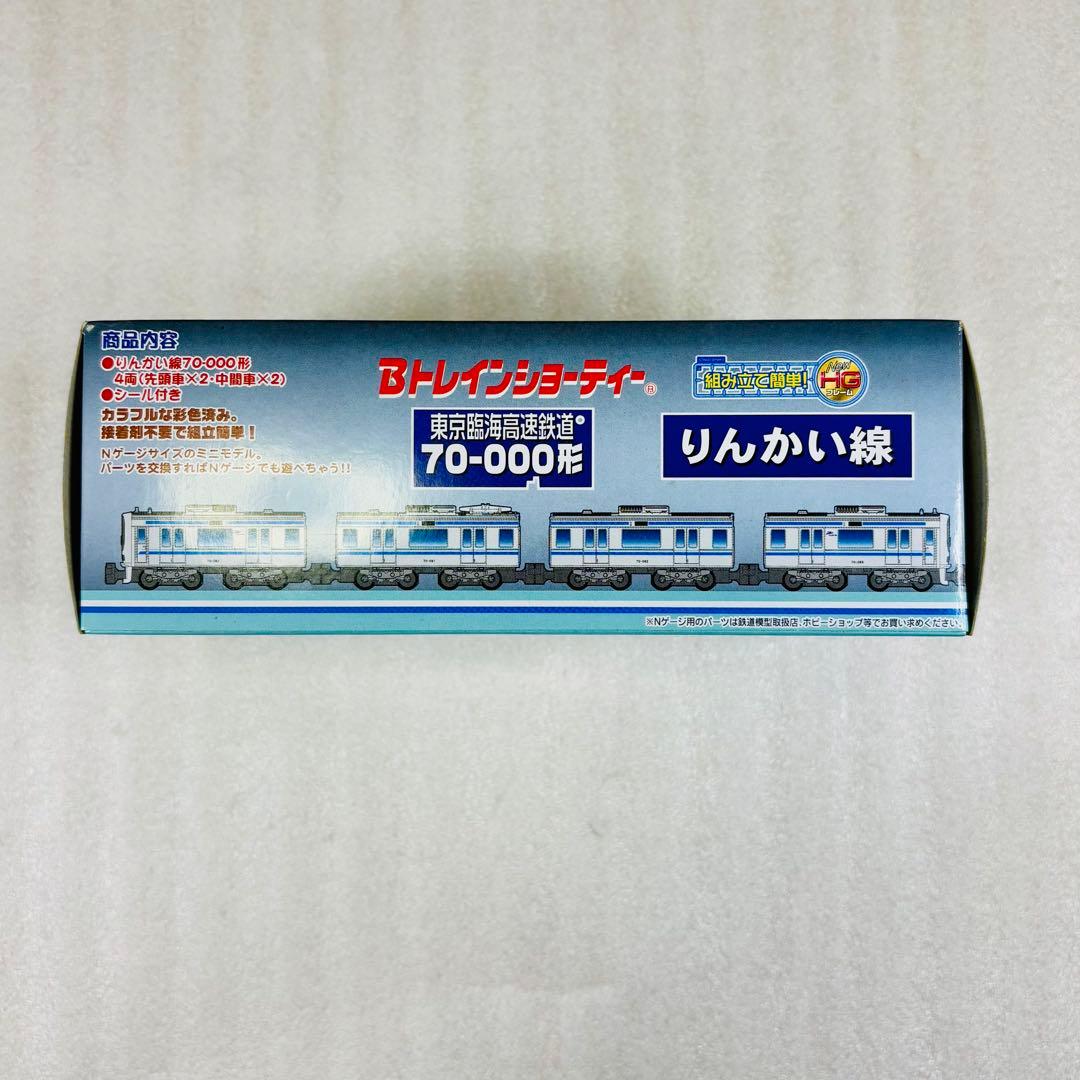 商品内容
●りんかい線70-000形
4両(先頭車×2・中間車×2)
●シール付き
カラフルな彩色済み。
接着剤不要で組立簡単！
Nゲージサイズのミニモデル。
パーツを交換すればNゲージでも遊べちゃう!!
Bトレインショーティー®
東京臨海高速鉄道®
70-000形
組み立て簡単!
New
HG
フレーム
りんかい線
※Nゲージ用のパーツは鉄道模型取扱店、ホビーショップ等でお買い求めください。